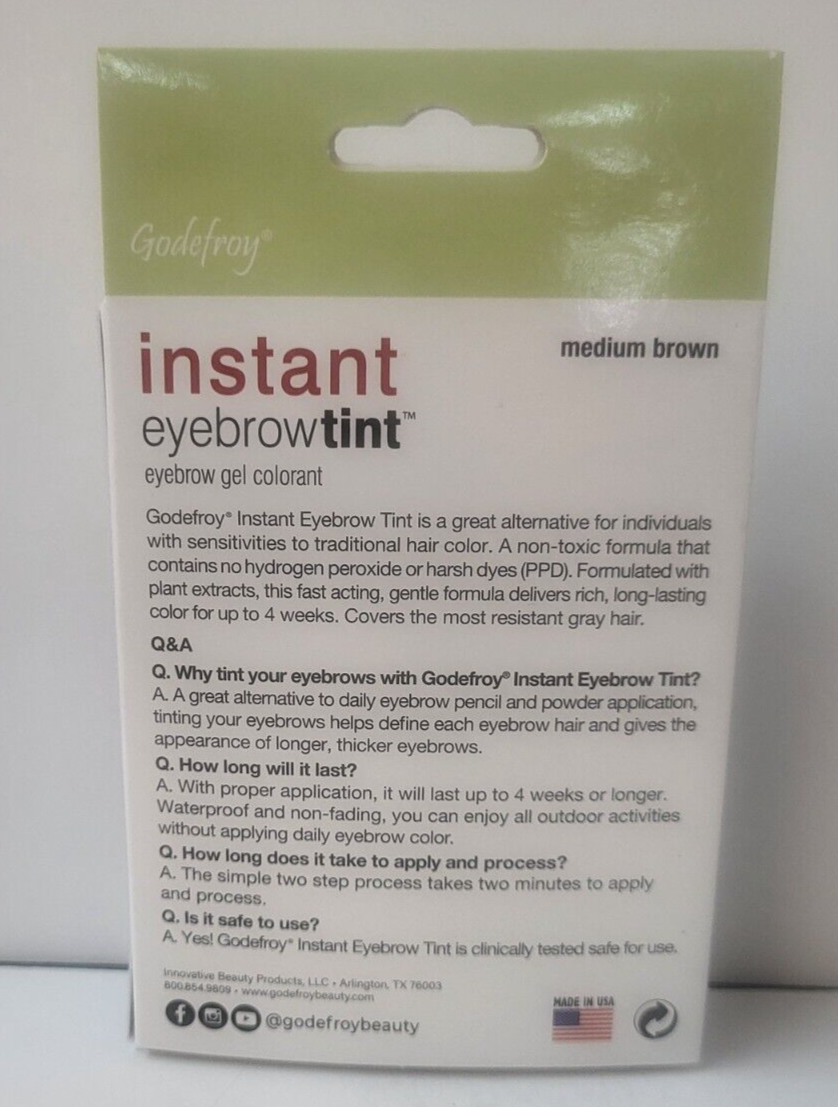 Godefroy®
instant
medium brown
eyebrowtint™
eyebrow gel colorant
Godefroy® Instant Eyebrow Tint is a great alternative for individuals
with sensitivities to traditional hair color. A non-toxic formula that
contains no hydrogen peroxide or harsh dyes (PPD). Formulated with
plant extracts, this fast acting, gentle formula delivers rich, long-lasting
color for up to 4 weeks. Covers the most resistant gray hair.
Q&A
Q. Why tint your eyebrows with Godefroy® Instant Eyebrow Tint?
A. A great alternative to daily eyebrow pencil and powder application,
tinting your eyebrows helps define each eyebrow hair and gives the
appearance of longer, thicker eyebrows.
Q. How long will it last?
A. With proper application, it will last up to 4 weeks or longer.
Waterproof and non-fading, you can enjoy all outdoor activities
without applying daily eyebrow color.
Q. How long does it take to apply and process?
A. The simple two step process takes two minutes to apply
and process.
Q. Is it safe to use?
A. Yes! Godefroy® Instant Eyebrow Tint is clinically tested safe for use.
Innovative Beauty Products, LLC • Arlington, TX 76003
800.854.9809 • www.godefroybeauty.com
@godefroybeauty
MADE IN USA